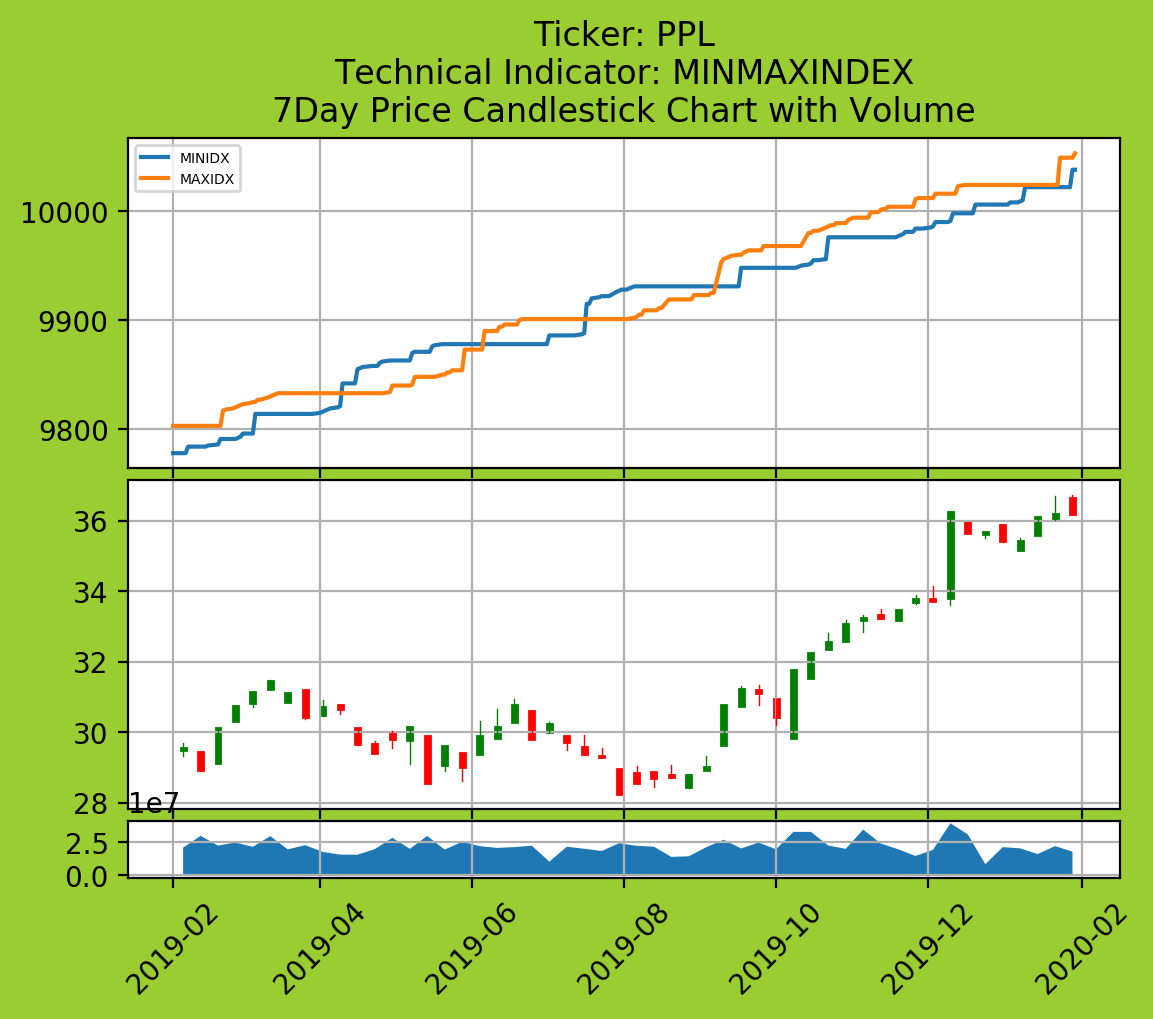 Ticker: PPL
Technical Indicator: MINMAXINDEX
7Day Price Candlestick Chart with Volume
MINIDX
MAXIDX
10000
9900
9800
36
34
32
30
28
1e7
2.5
0.0
2019-02
2019-04
2019-06
2019-08
2019-10
2019-12
2020-02